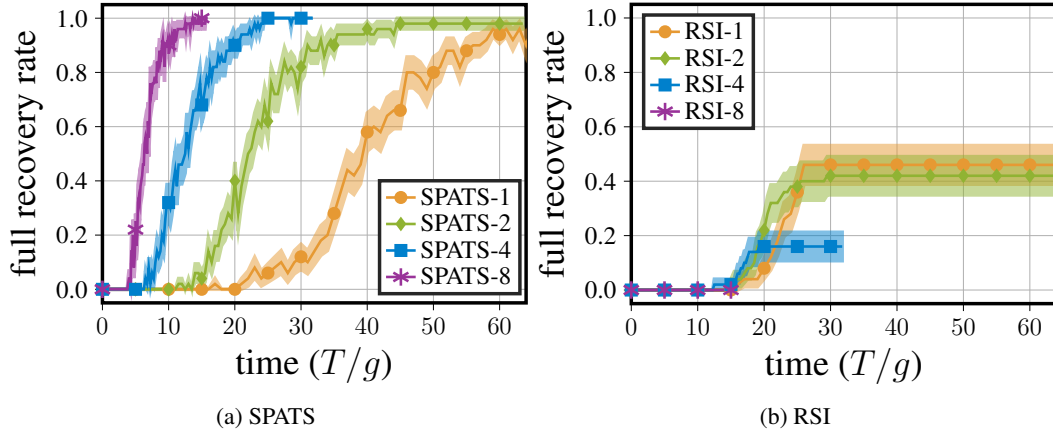 full recovery rate
1.0
0.8
0.6
0.4
0.2
0.0
SPATS-1
SPATS-2
SPATS-4
SPATS-8
0 10 20 30 40 50 60
time (T/g)
(a) SPATS
full recovery rate
1.0
0.8
0.6
0.4
0.2
0.0
RSI-1
RSI-2
RSI-4
RSI-8
0 10 20 30 40 50 60
time (T/g)
(b) RSI